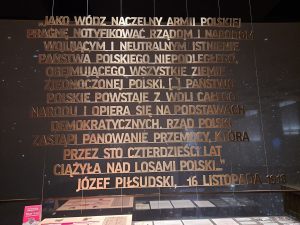 „JAKO WÓDZ NACZELNY ARMII POLSKIEJ
PRAGNĘ NOTYFIKOWAĆ RZĄDOM I NARODOM
WOJUJĄCYM I NEUTRALNYM ISTNIENIE
PAŃSTWA POLSKIEGO NIEPODLEGŁEGO,
OBEJMUJĄCEGO WSZYSTKIE ZIEMIE
ZJEDNOCZONEJ POLSKI. [...] PAŃSTWO
POLSKIE POWSTAJE Z WOLI CAŁEGO
NARODU I OPIERA SIĘ NA PODSTAWACH
DEMOKRATYCZNYCH. RZĄD POLSKI
ZASTĄPI PANOWANIE PRZEMOCY, KTÓRA
PRZEZ STO CZTERDZIEŚCI LAT
CIĄŻYŁA NAD LOSAMI POLSKI...”
JÓZEF PIŁSUDSKI, 16 LISTOPADA 1918